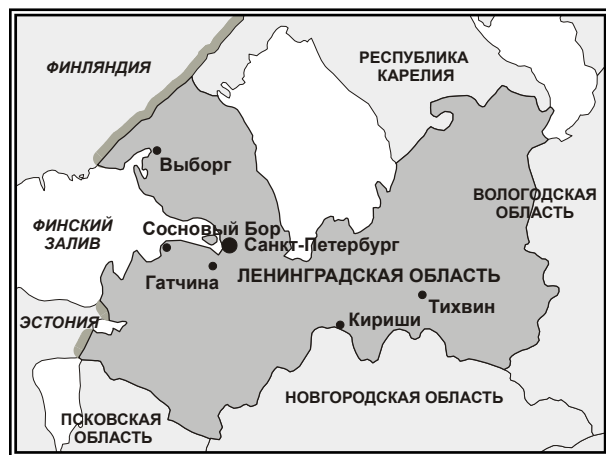 ФИНЛЯНДИЯ
РЕСПУБЛИКА
КАРЕЛИЯ
Выборг
ВОЛОГОДСКАЯ
ОБЛАСТЬ
ФИНСКИЙ
ЗАЛИВ
Сосновый Бор
Санкт-Петербург
Гатчина
ЛЕНИНГРАДСКАЯ ОБЛАСТЬ
Тихвин
ЭСТОНИЯ
Кириши
НОВГОРОДСКАЯ ОБЛАСТЬ
ПСКОВСКАЯ
ОБЛАСТЬ